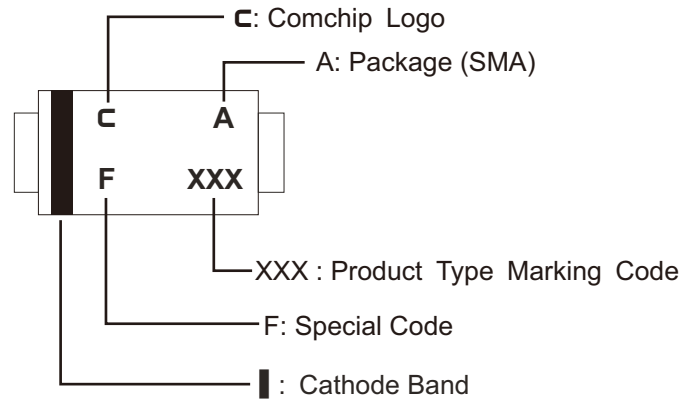 C: Comchip Logo
A: Package (SMA)
C A
F XXX
XXX : Product Type Marking Code
F: Special Code
: Cathode Band